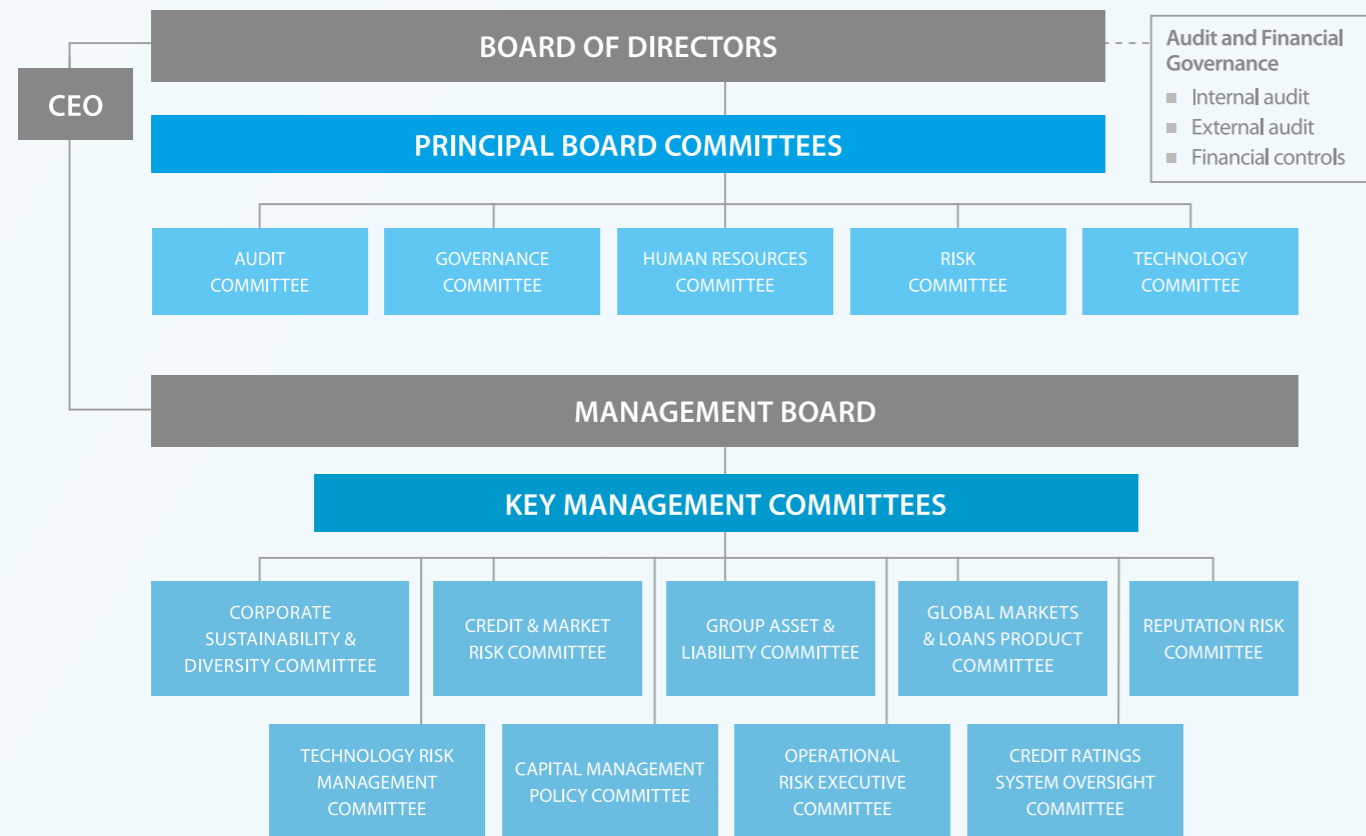 BOARD OF DIRECTORS
Audit and Financial
Governance
Internal audit
External audit
Financial controls
CEO
PRINCIPAL BOARD COMMITTEES
AUDIT
COMMITTEE
GOVERNANCE
COMMITTEE
HUMAN RESOURCES
COMMITTEE
RISK
COMMITTEE
TECHNOLOGY
COMMITTEE
MANAGEMENT BOARD
KEY MANAGEMENT COMMITTEES
CORPORATE
SUSTAINABILITY &
DIVERSITY COMMITTEE
CREDIT & MARKET
RISK COMMITTEE
GROUP ASSET &
LIABILITY COMMITTEE
GLOBAL MARKETS
& LOANS PRODUCT
COMMITTEE
REPUTATION RISK
COMMITTEE
TECHNOLOGY RISK
MANAGEMENT
COMMITTEE
CAPITAL MANAGEMENT
POLICY COMMITTEE
OPERATIONAL
RISK EXECUTIVE
COMMITTEE
CREDIT RATINGS
SYSTEM OVERSIGHT
COMMITTEE